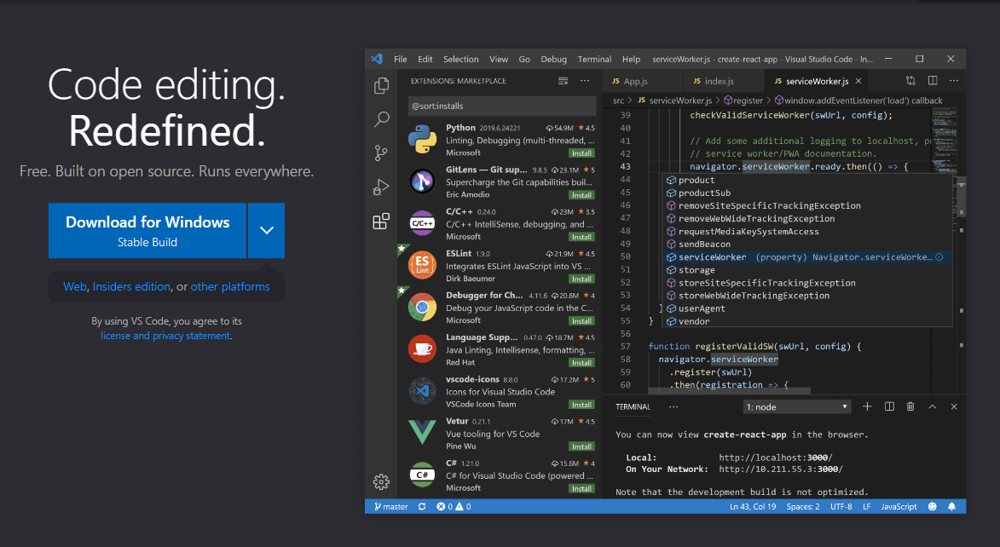 Code editing.
Redefined.
Free. Built on open source. Runs everywhere.
Download for Windows
Stable Build
Web, Insiders edition, or other platforms
By using VS Code, you agree to its
license and privacy statement.
File Edit Selection View Go Debug Terminal Help serviceWorker.js - create-react-app - Visual Studio Code - In...
EXTENSIONS: MARKETPLACE
@sort:installs
Python 2019.6.24221 54.9M ★ 4.5
Linting, Debugging (multi-threaded, ...
Microsoft Install
GitLens — Git sup... 9.8.5 23.1M ★ 5
Supercharge the Git capabilities buil...
Eric Amodio Install
C/C++ 0.24.0 23M ★ 3.5
C/C++ IntelliSense, debugging, and ...
Microsoft Install
C/C++
ESLint 1.9.0 21.9M ★ 4.5
Integrates ESLint JavaScript into VS ...
Dirk Baeumer Install
ES
Lint
Debugger for Ch... 4.11.6 20.6M ★ 4
Debug your JavaScript code in the C...
Microsoft Install
Language Supp... 0.47.0 18.7M ★ 4.5
Java Linting, Intellisense, formatting, ...
Red Hat Install
vscode-icons 8.8.0 17.2M ★ 5
Icons for Visual Studio Code
VSCode Icons Team Install
Vetur 0.21.1 17M ★ 4.5
Vue tooling for VS Code
Pine Wu Install
C# 1.21.0 15.6M ★ 4
C# for Visual Studio Code (powered ...
Microsoft Install
C#
JS App.js JS index.js JS serviceWorker.js
src > JS serviceWorker.js > register > window.addEventListener('load') callback
39 checkValidServiceWorker(swUrl, config);
40
41 // Add some additional logging to localhost, p
42 // service worker/PWA documentation.
43 navigator.serviceWorker.ready.then(() => {
44 product
45 productSub
46 removeSiteSpecificTrackingException
47 removeWebWideTrackingException
48 requestMediaKeySystemAccess
49 sendBeacon
50 serviceWorker (property) Navigator.serviceWorke...
51 storage
52 storeSiteSpecificTrackingException
53 storeWebWideTrackingException
54 } userAgent
55 } vendor
56
57 function registerValidSW(swUrl, config) {
58 navigator.serviceWorker
59 .register(swUrl)
60 .then(registration => {
TERMINAL ... 1: node
You can now view create-react-app in the browser.
Local: http://localhost:3000/
On Your Network: http://10.211.55.3:3000/
Note that the development build is not optimized.
master 0 0 Ln 43, Col 19 Spaces: 2 UTF-8 LF JavaScript